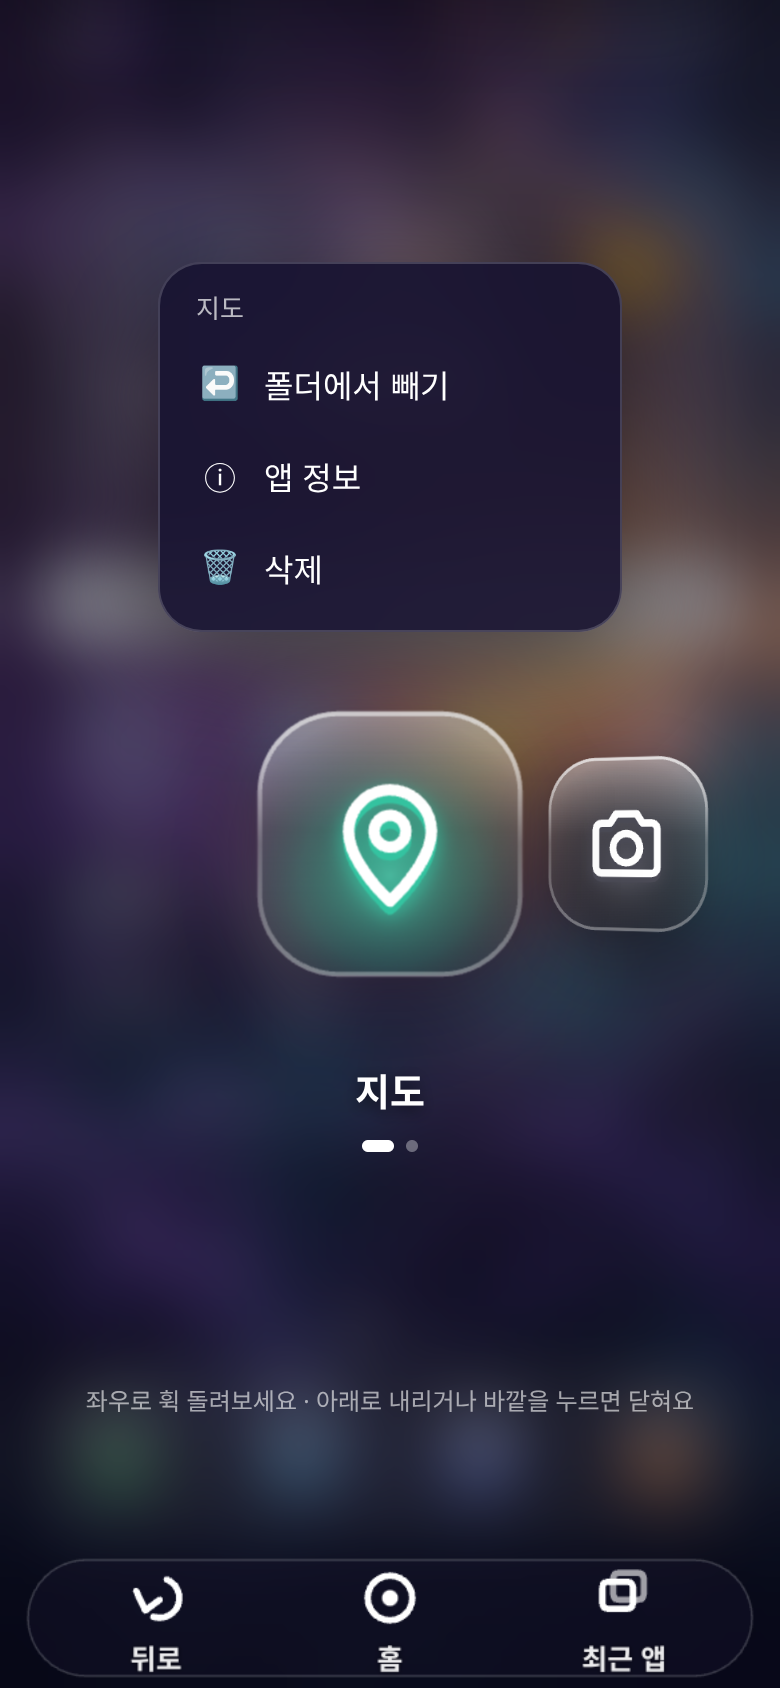 지도
폴더에서 빼기
앱 정보
삭제
지도
좌우로 휙 돌려보세요 · 아래로 내리거나 바깥을 누르면 닫혀요
뒤로 홈 최근 앱